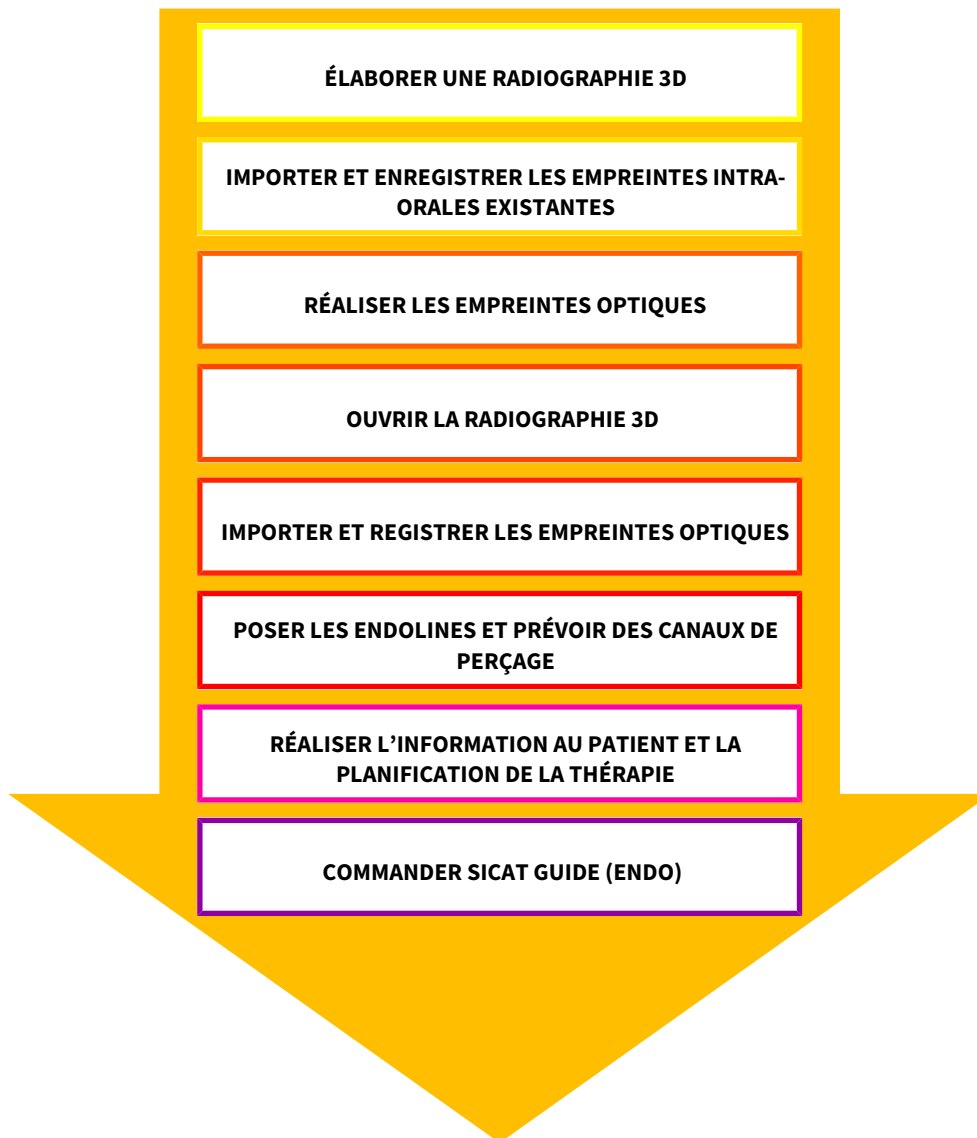 ÉLABORER UNE RADIOGRAPHIE 3D
IMPORTER ET ENREGISTRER LES EMPREINTES INTRA-
ORALES EXISTANTES
RÉALISER LES EMPREINTES OPTIQUES
OUVRIR LA RADIOGRAPHIE 3D
IMPORTER ET REGISTRER LES EMPREINTES OPTIQUES
POSER LES ENDOLINES ET PRÉVOIR DES CANAUX DE
PERÇAGE
RÉALISER L’INFORMATION AU PATIENT ET LA
PLANIFICATION DE LA THÉRAPIE
COMMANDER SICAT GUIDE (ENDO)